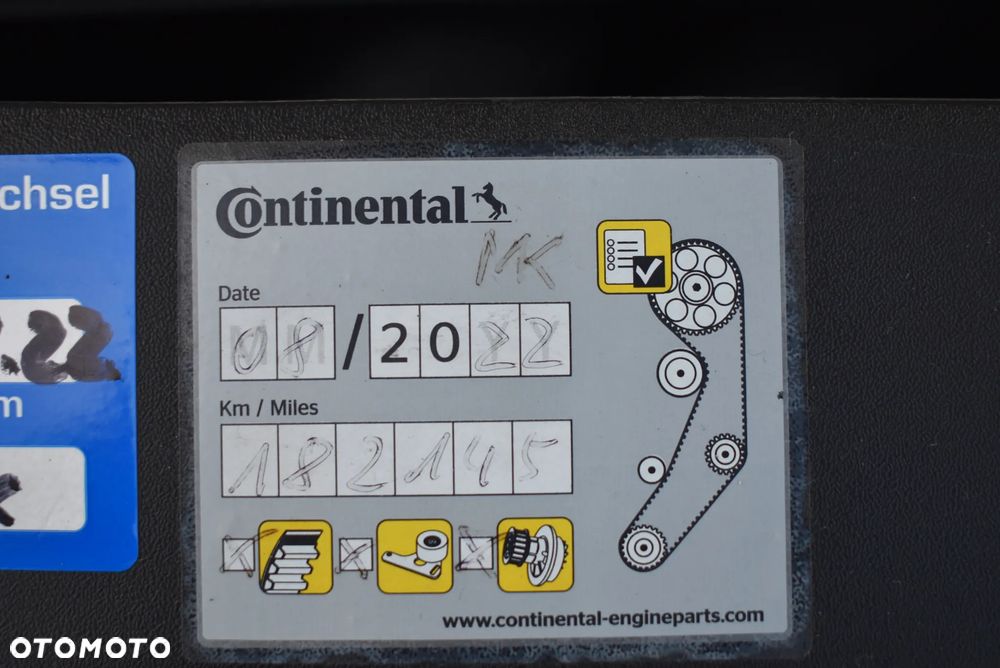 chsel
.22
m
Continental
MK
Date
08/2022
Km / Miles
182145
www.continental-engineparts.com
OTOMOTO